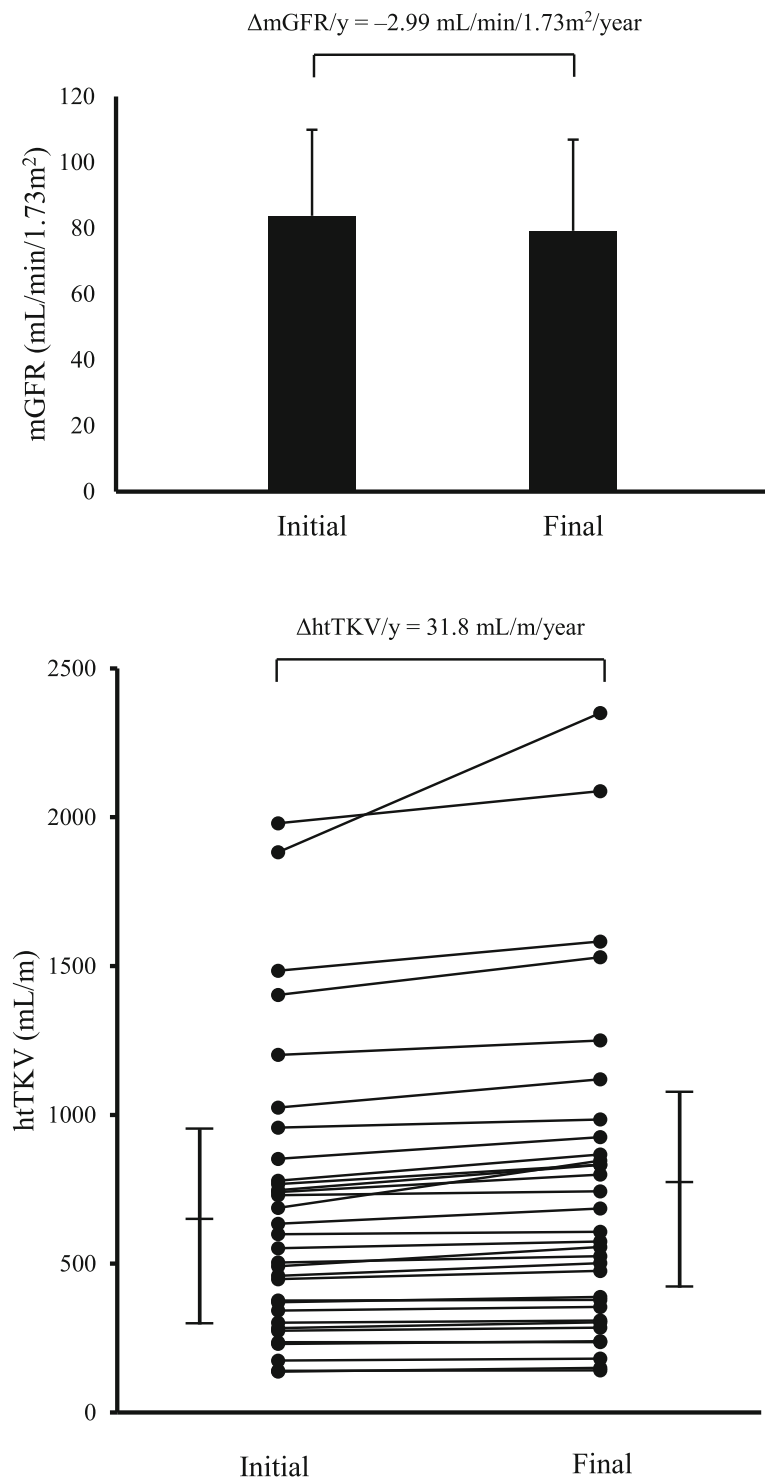 ΔmGFR/y = –2.99 mL/min/1.73m²/year
120
100
80
60
40
20
0
mGFR (mL/min/1.73m²)
Initial
Final
ΔhtTKV/y = 31.8 mL/m/year
2500
2000
1500
1000
500
0
htTKV (mL/m)
Initial
Final